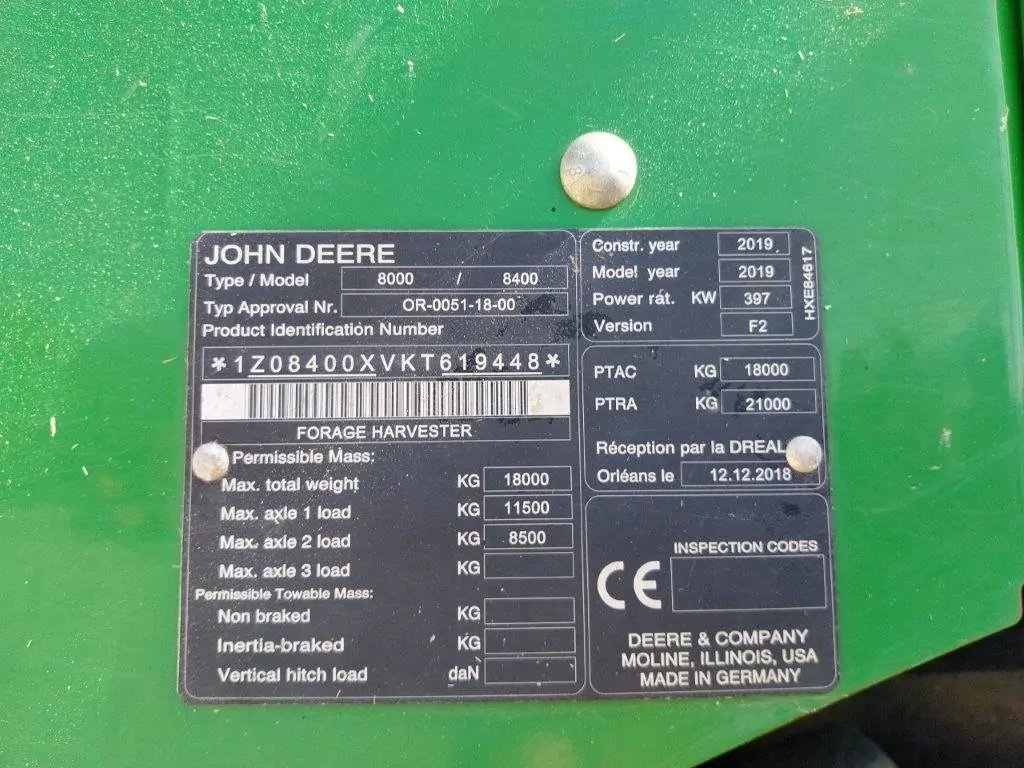 JOHN DEERE
Type / Model 8000 / 8400
Typ Approval Nr. OR-0051-18-00
Product Identification Number
*1Z08400XVKT619448*
FORAGE HARVESTER
Permissible Mass:
Max. total weight KG 18000
Max. axle 1 load KG 11500
Max. axle 2 load KG 8500
Max. axle 3 load KG
Permissible Towable Mass:
Non braked KG
Inertia-braked KG
Vertical hitch load daN
Constr. year 2019
Model year 2019
Power rat. KW 397
Version F2
HXE84617
PTAC KG 18000
PTRA KG 21000
Réception par la DREAL
Orléans le 12.12.2018
INSPECTION CODES
CE
DEERE & COMPANY
MOLINE, ILLINOIS, USA
MADE IN GERMANY